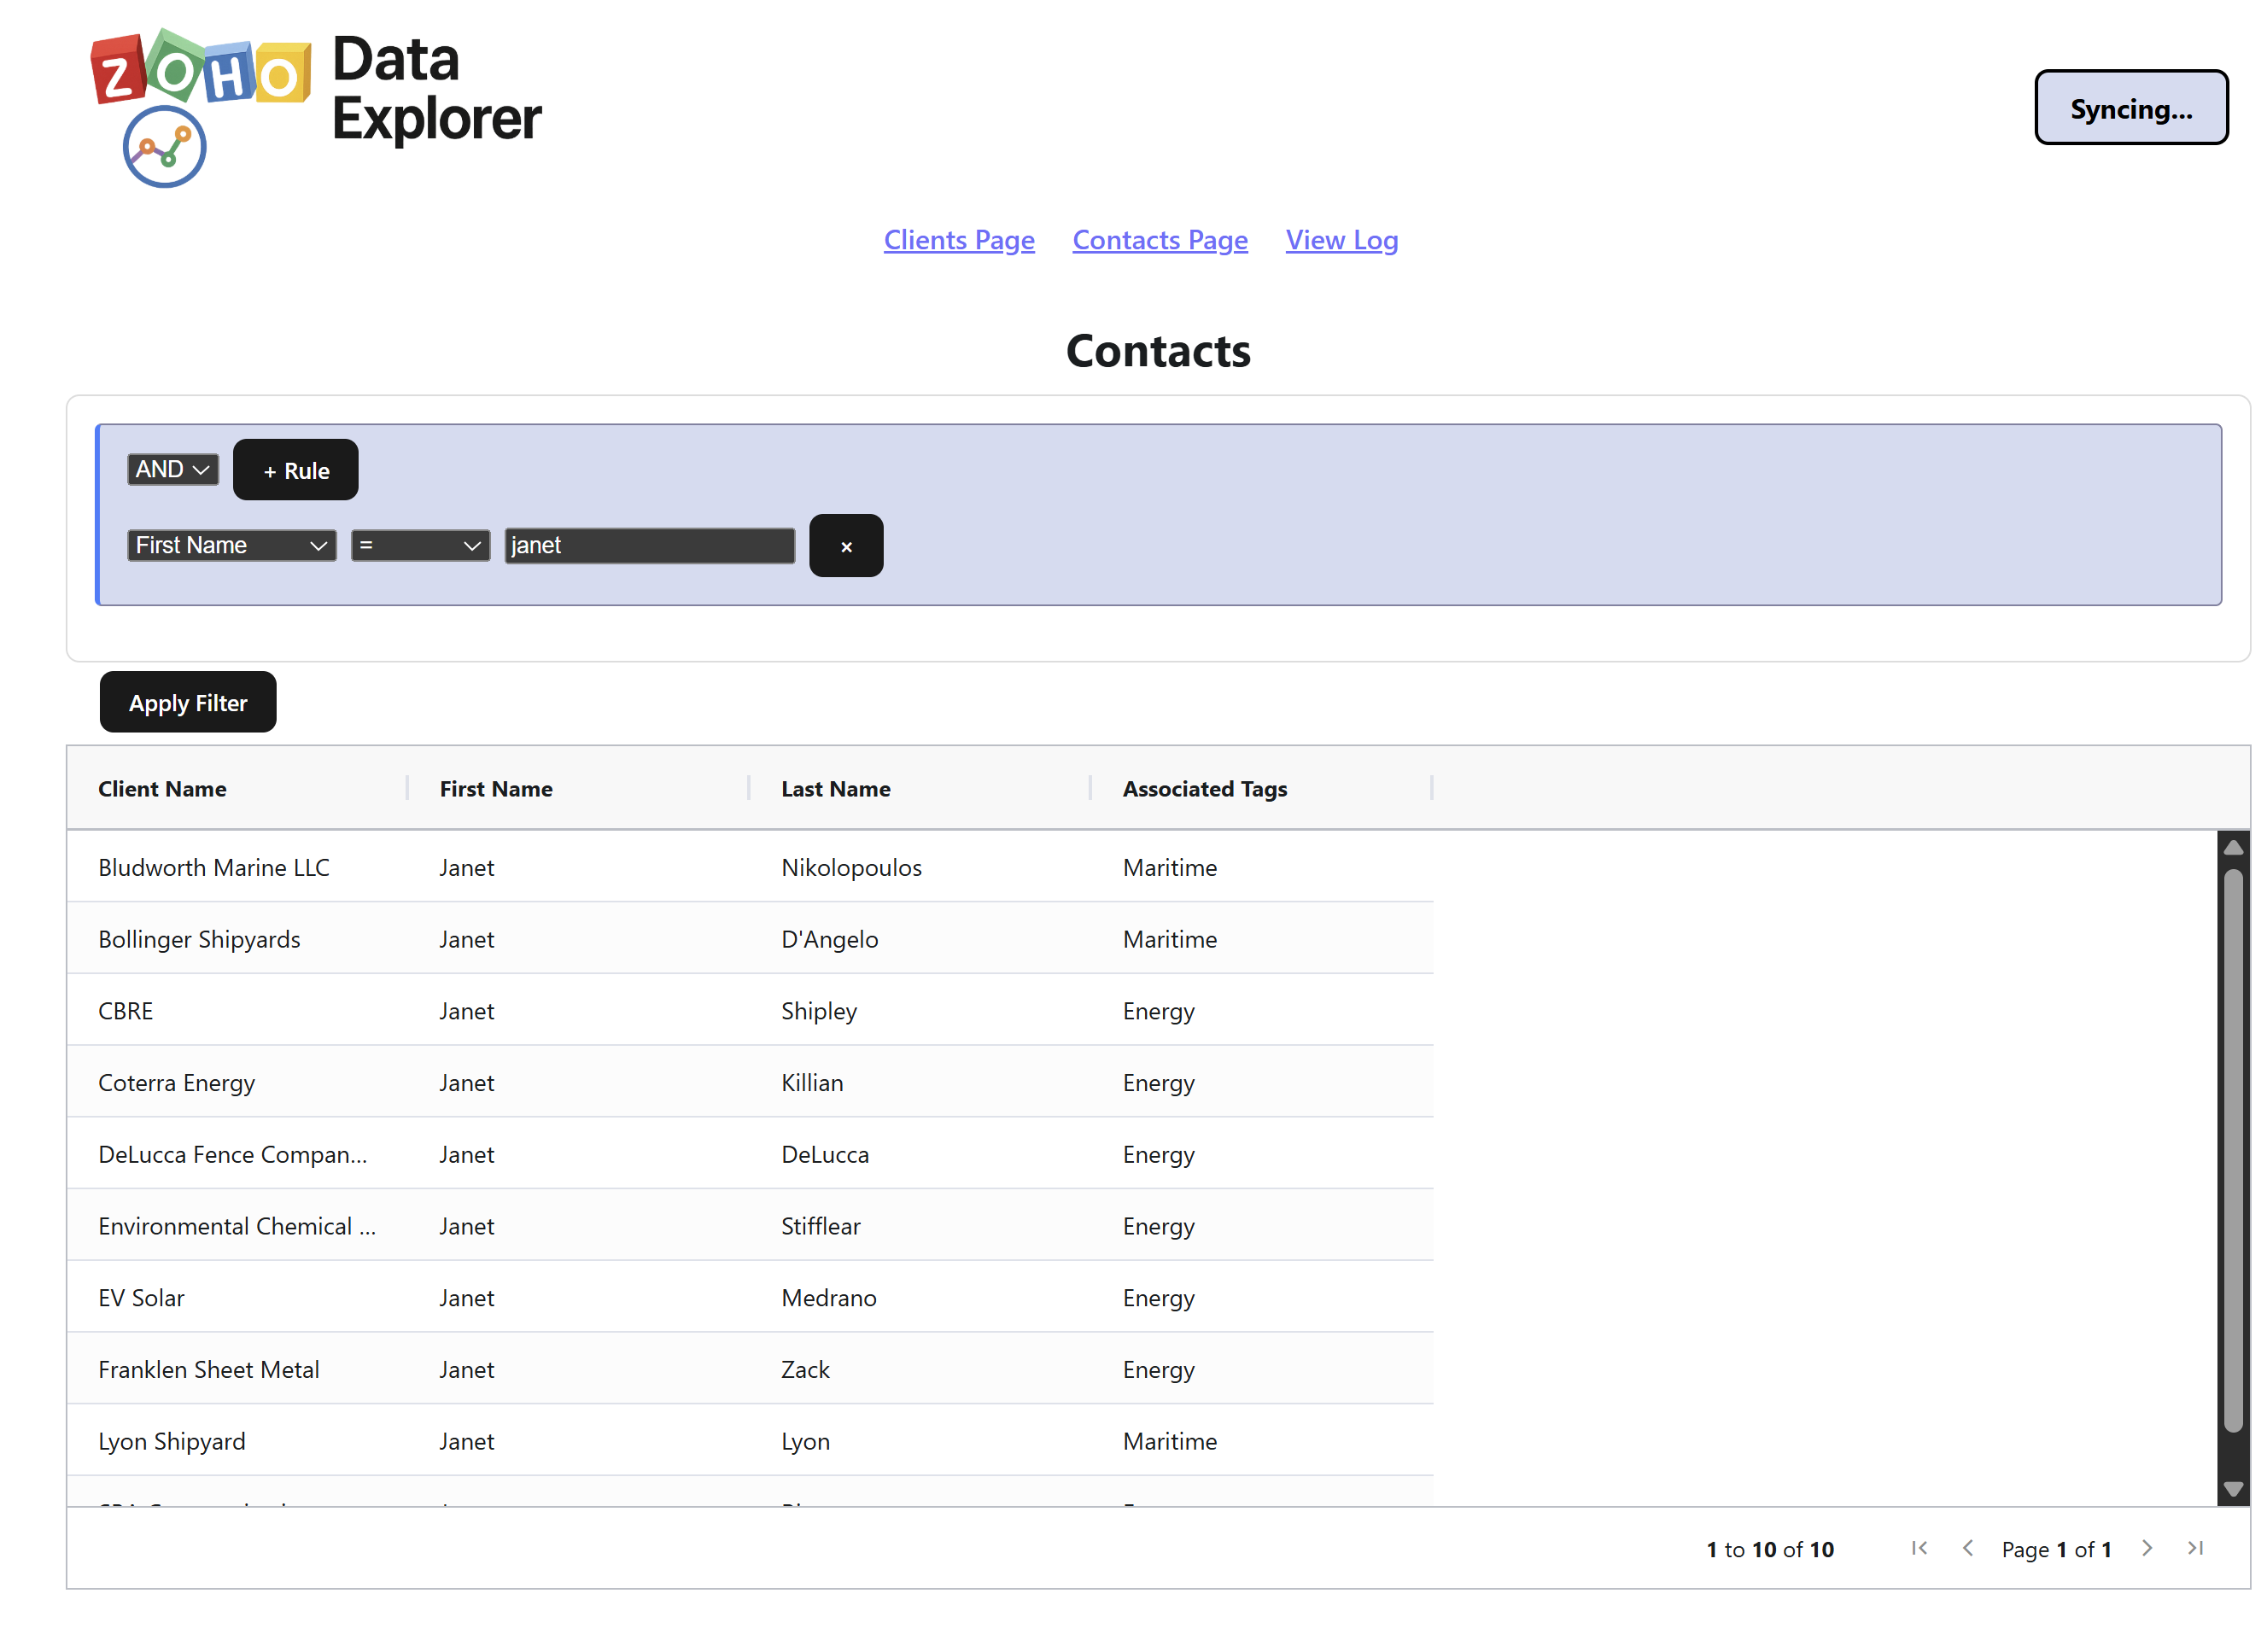 ZOHO Data
Explorer
Syncing...
Clients Page Contacts Page View Log
Contacts
AND + Rule
First Name = janet ×
Apply Filter
Client Name First Name Last Name Associated Tags
Bludworth Marine LLC Janet Nikolopoulos Maritime
Bollinger Shipyards Janet D'Angelo Maritime
CBRE Janet Shipley Energy
Coterra Energy Janet Killian Energy
DeLucca Fence Compan... Janet DeLucca Energy
Environmental Chemical ... Janet Stifflear Energy
EV Solar Janet Medrano Energy
Franklen Sheet Metal Janet Zack Energy
Lyon Shipyard Janet Lyon Maritime
1 to 10 of 10 Page 1 of 1